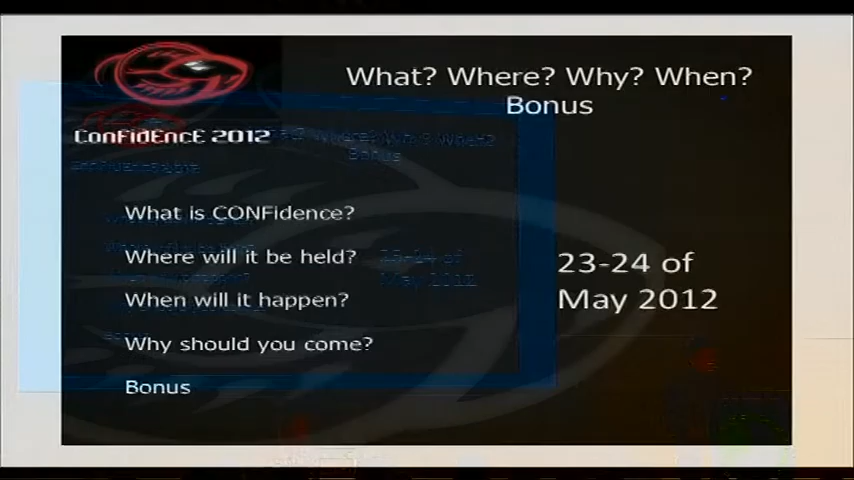 What? Where? Why? When?
Bonus
ConFidEncE 2012
What is CONFidence?
Where will it be held?
When will it happen?
Why should you come?
Bonus
23-24 of
May 2012